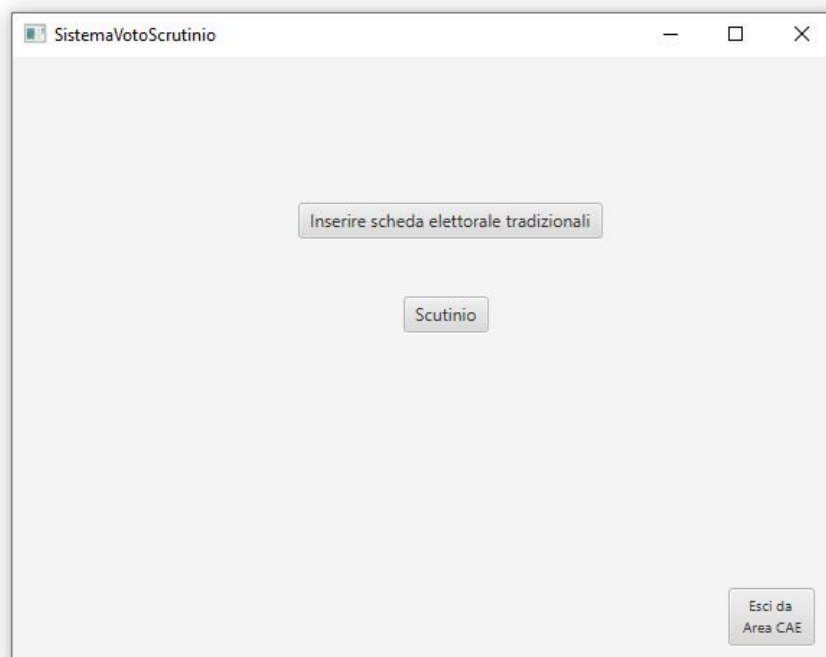 SistemaVotoScrutinio
Inserire scheda elettorale tradizionali
Scutinio
Esci da
Area CAE